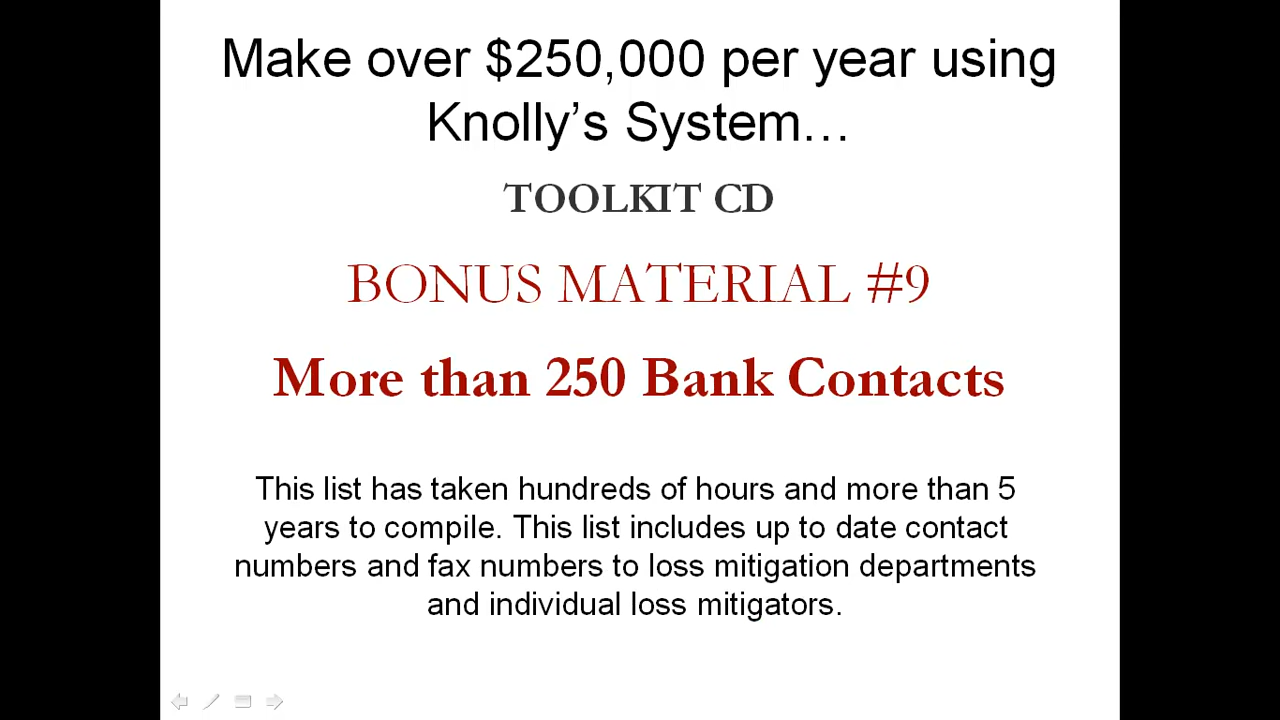 Make over $250,000 per year using
Knolly’s System…
TOOLKIT CD
BONUS MATERIAL #9
More than 250 Bank Contacts
This list has taken hundreds of hours and more than 5
years to compile. This list includes up to date contact
numbers and fax numbers to loss mitigation departments
and individual loss mitigators.